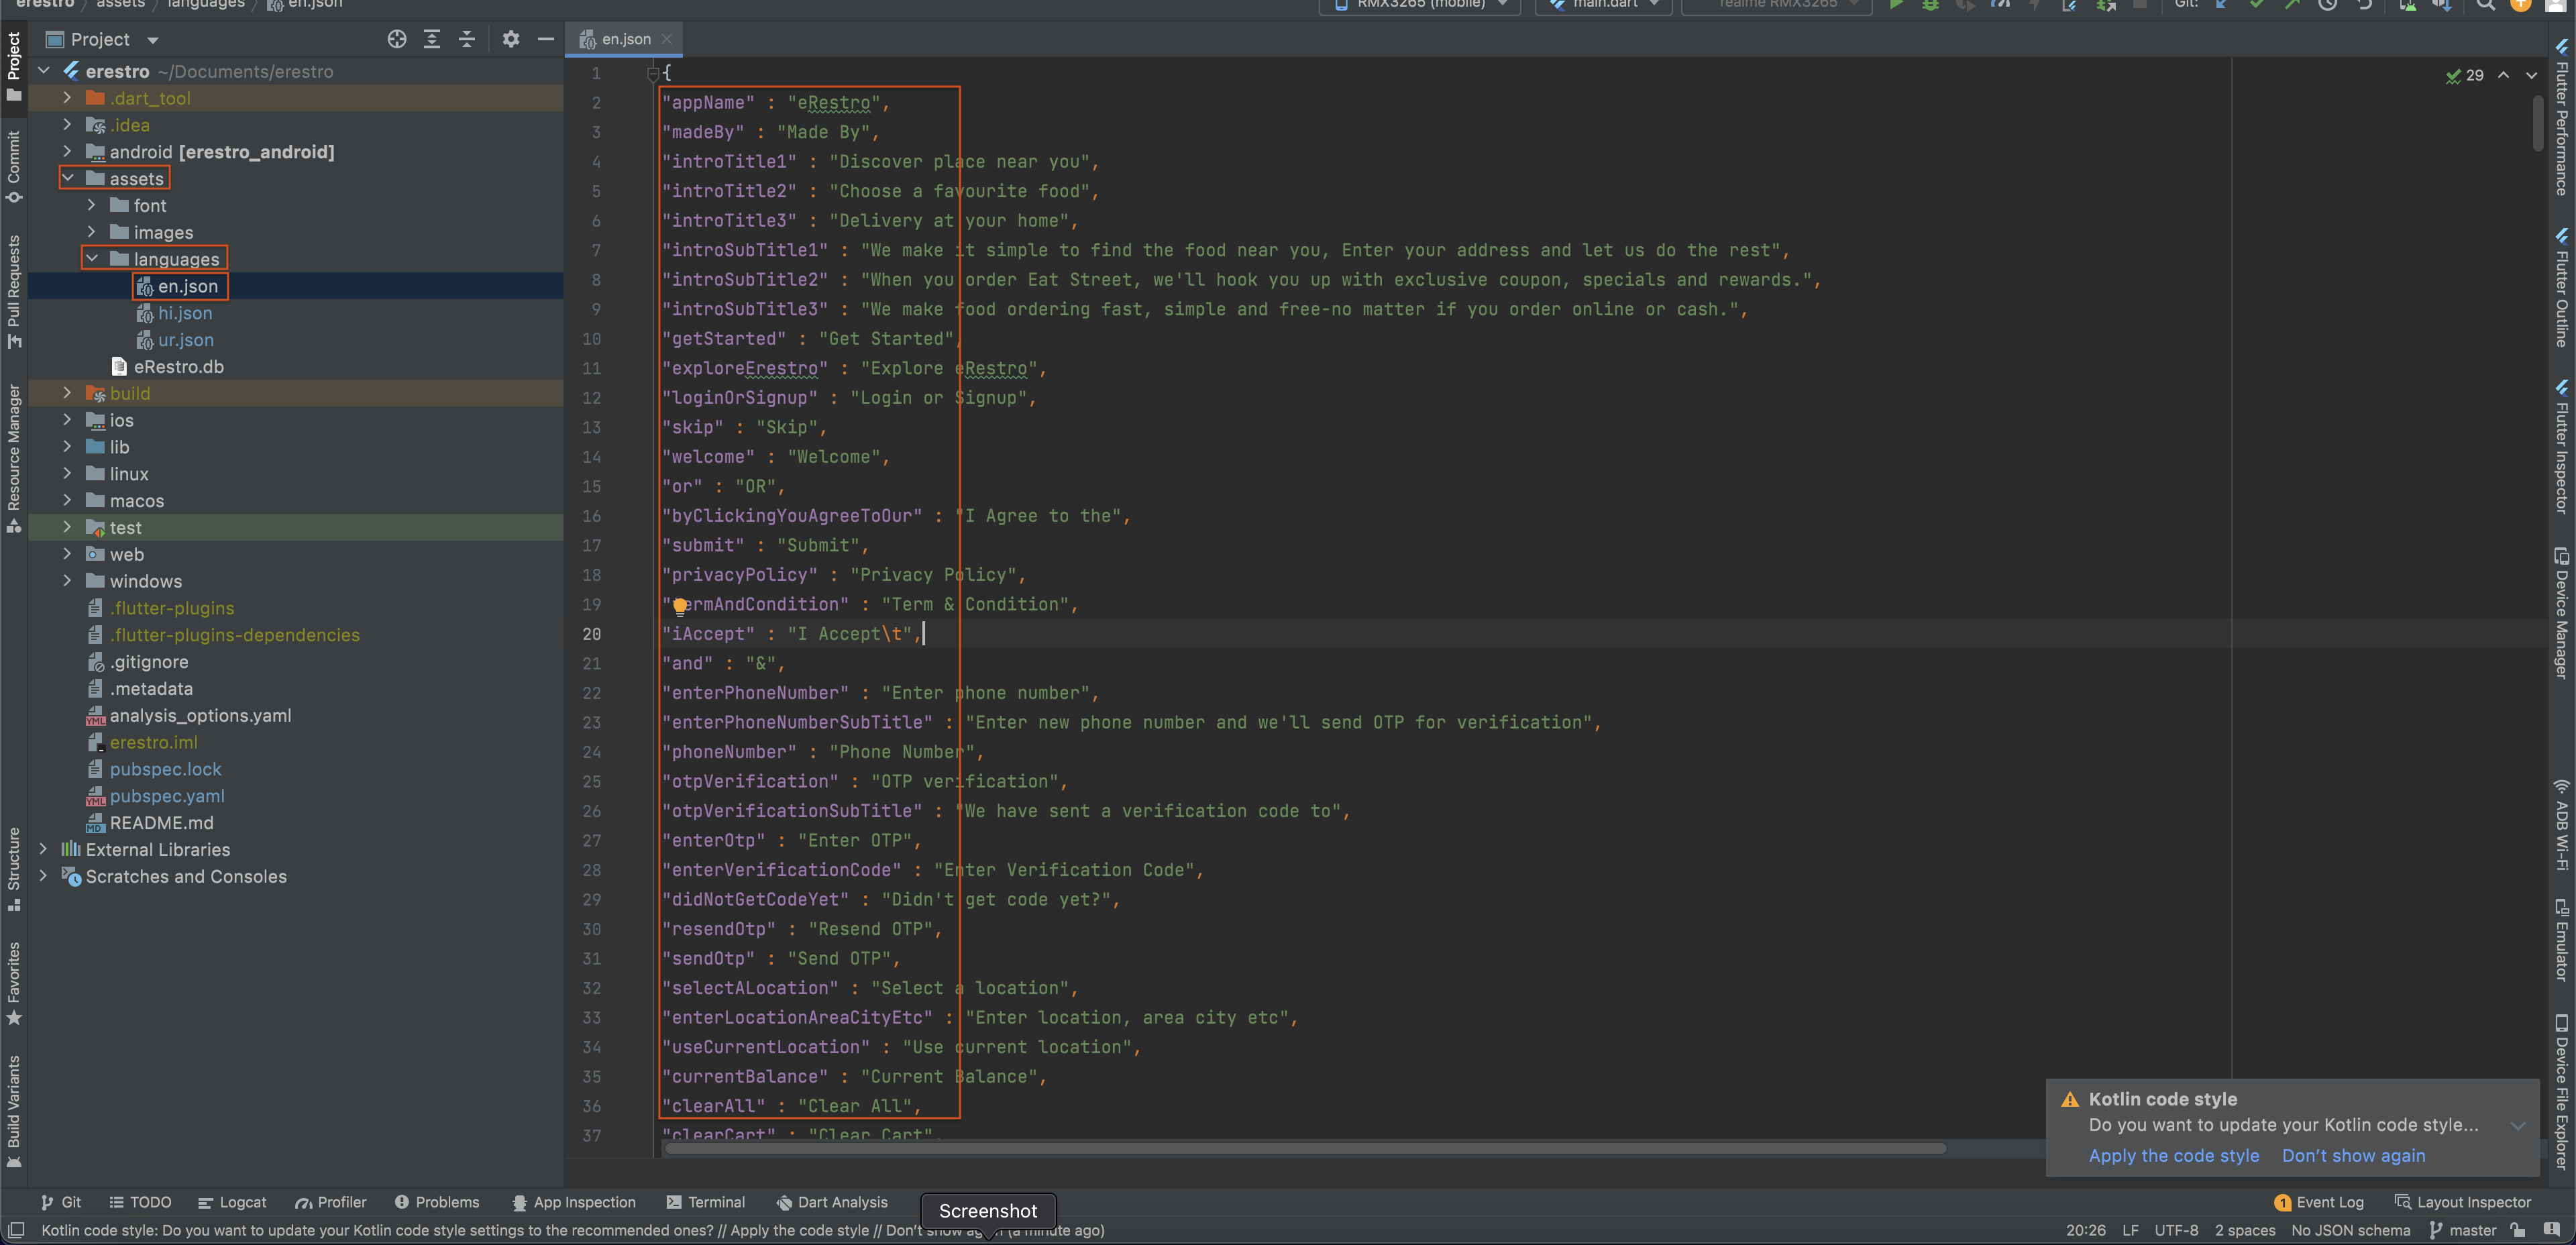 erestro 〉 assets 〉 languages 〉 en.json
RMX3265 (mobile) main.dart realme RMX3265 Git:
Project
en.json
29
erestro ~/Documents/erestro
.dart_tool
.idea
android [erestro_android]
assets
font
images
languages
en.json
hi.json
ur.json
eRestro.db
build
ios
lib
linux
macos
test
web
windows
.flutter-plugins
.flutter-plugins-dependencies
.gitignore
.metadata
analysis_options.yaml
erestro.iml
pubspec.lock
pubspec.yaml
README.md
External Libraries
Scratches and Consoles
1 {
2 "appName" : "eRestro",
3 "madeBy" : "Made By",
4 "introTitle1" : "Discover place near you",
5 "introTitle2" : "Choose a favourite food",
6 "introTitle3" : "Delivery at your home",
7 "introSubTitle1" : "We make it simple to find the food near you, Enter your address and let us do the rest",
8 "introSubTitle2" : "When you order Eat Street, we'll hook you up with exclusive coupon, specials and rewards.",
9 "introSubTitle3" : "We make food ordering fast, simple and free-no matter if you order online or cash.",
10 "getStarted" : "Get Started",
11 "exploreErestro" : "Explore eRestro",
12 "loginOrSignup" : "Login or Signup",
13 "skip" : "Skip",
14 "welcome" : "Welcome",
15 "or" : "OR",
16 "byClickingYouAgreeToOur" : "I Agree to the",
17 "submit" : "Submit",
18 "privacyPolicy" : "Privacy Policy",
19 "termAndCondition" : "Term & Condition",
20 "iAccept" : "I Accept\t",
21 "and" : "&",
22 "enterPhoneNumber" : "Enter phone number",
23 "enterPhoneNumberSubTitle" : "Enter new phone number and we'll send OTP for verification",
24 "phoneNumber" : "Phone Number",
25 "otpVerification" : "OTP verification",
26 "otpVerificationSubTitle" : "We have sent a verification code to",
27 "enterOtp" : "Enter OTP",
28 "enterVerificationCode" : "Enter Verification Code",
29 "didNotGetCodeYet" : "Didn't get code yet?",
30 "resendOtp" : "Resend OTP",
31 "sendOtp" : "Send OTP",
32 "selectALocation" : "Select a location",
33 "enterLocationAreaCityEtc" : "Enter location, area city etc",
34 "useCurrentLocation" : "Use current location",
35 "currentBalance" : "Current Balance",
36 "clearAll" : "Clear All",
37 "clearCart" : "Clear Cart",
Project
Commit
Pull Requests
Resource Manager
Structure
Favorites
Build Variants
Flutter Performance
Flutter Outline
Flutter Inspector
Device Manager
ADB Wi-Fi
Emulator
Device File Explorer
Kotlin code style
Do you want to update your Kotlin code style...
Apply the code style Don't show again
Git TODO Logcat Profiler Problems App Inspection Terminal Dart Analysis
1 Event Log Layout Inspector
Screenshot
Kotlin code style: Do you want to update your Kotlin code style settings to the recommended ones? // Apply the code style // Don't show again (a minute ago)
20:26 LF UTF-8 2 spaces No JSON schema master